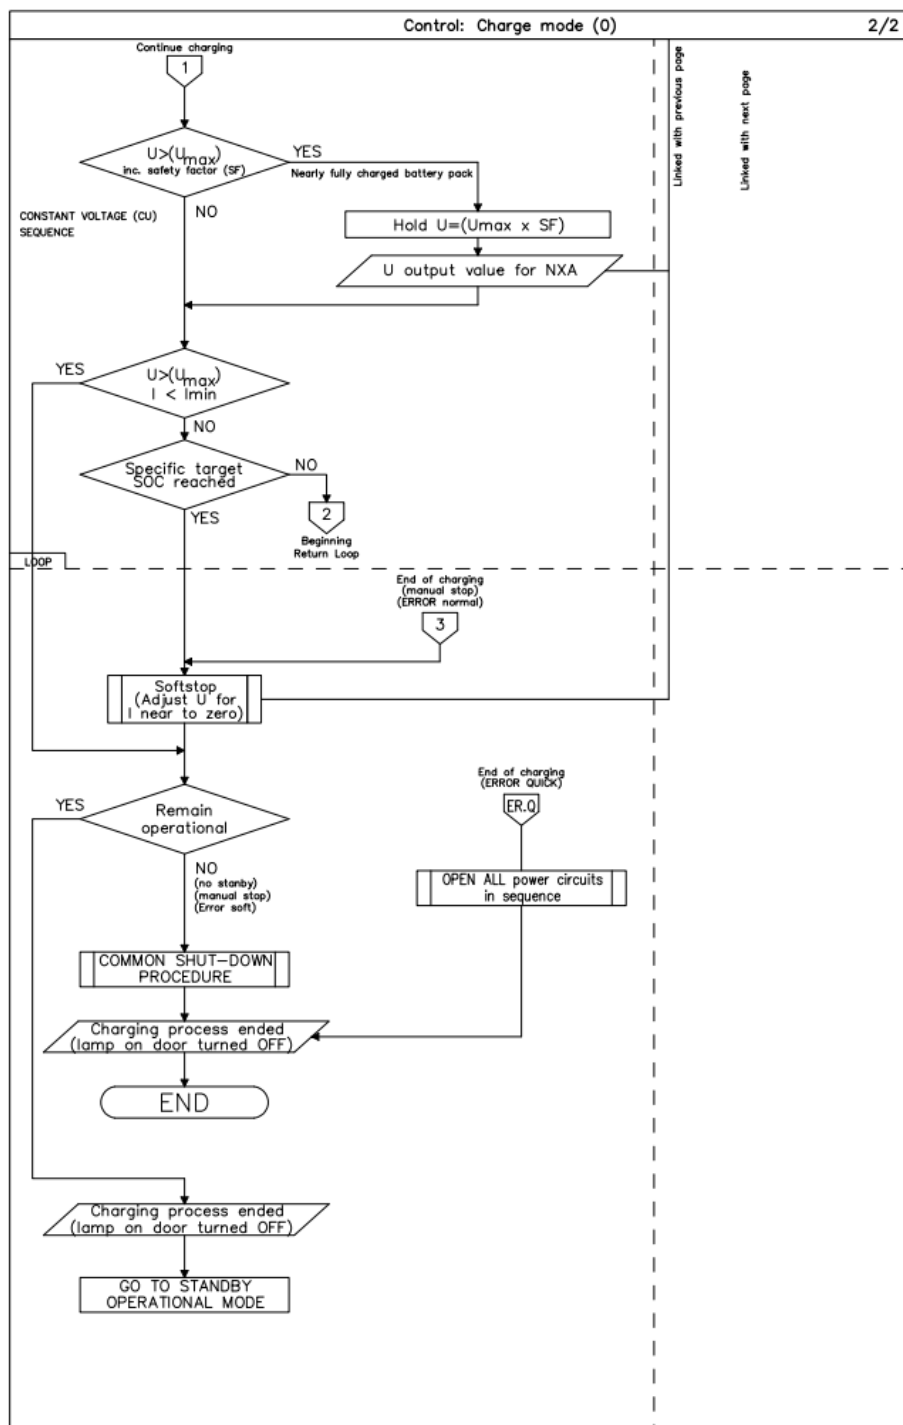 Control: Charge mode (0)
2/2
Continue charging
1
U>(Umax)
inc. safety factor (SF)
YES
Nearly fully charged battery pack
NO
CONSTANT VOLTAGE (CU)
SEQUENCE
Hold U=(Umax x SF)
U output value for NXA
Linked with previous page
Linked with next page
YES
U>(Umax)
I < Imin
NO
Specific target
SOC reached
NO
YES
2
Beginning
Return Loop
LOOP
End of charging
(manual stop)
(ERROR normal)
3
Softstop
(Adjust U for
I near to zero)
End of charging
(ERROR QUICK)
ER.Q
YES
Remain
operational
NO
(no stanby)
(manual stop)
(Error soft)
OPEN ALL power circuits
in sequence
COMMON SHUT-DOWN
PROCEDURE
Charging process ended
(lamp on door turned OFF)
END
Charging process ended
(lamp on door turned OFF)
GO TO STANDBY
OPERATIONAL MODE